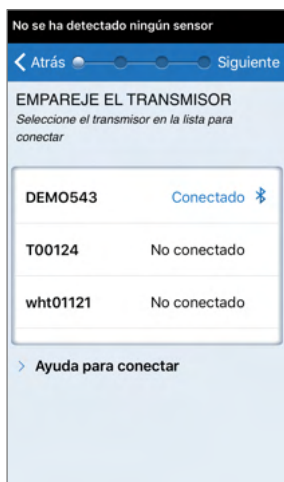 No se ha detectado ningún sensor
Atrás Siguiente
EMPAREJE EL TRANSMISOR
Seleccione el transmisor en la lista para
conectar
DEMO543 Conectado
T00124 No conectado
wht01121 No conectado
Ayuda para conectar